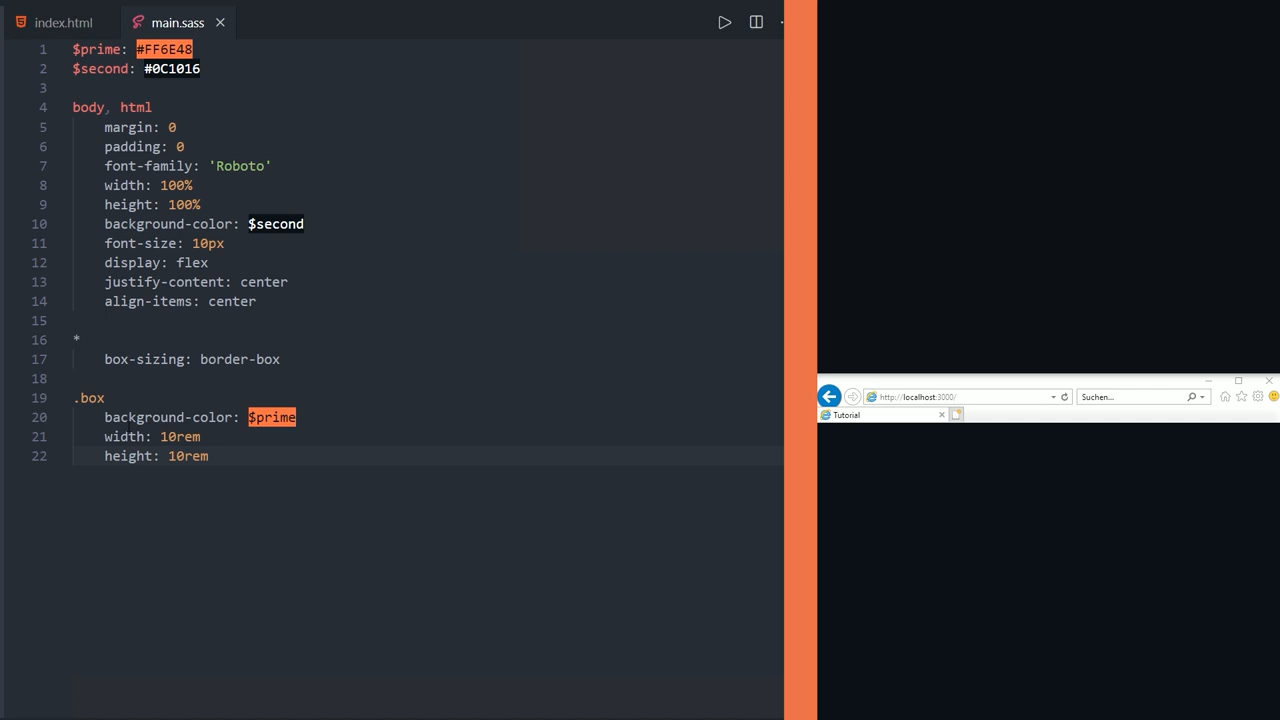 index.html
main.sass
1 $prime: #FF6E48
2 $second: #0C1016
3
4 body, html
5 margin: 0
6 padding: 0
7 font-family: 'Roboto'
8 width: 100%
9 height: 100%
10 background-color: $second
11 font-size: 10px
12 display: flex
13 justify-content: center
14 align-items: center
15
16 *
17 box-sizing: border-box
18
19 .box
20 background-color: $prime
21 width: 10rem
22 height: 10rem
http://localhost:3000/
Suchen...
Tutorial